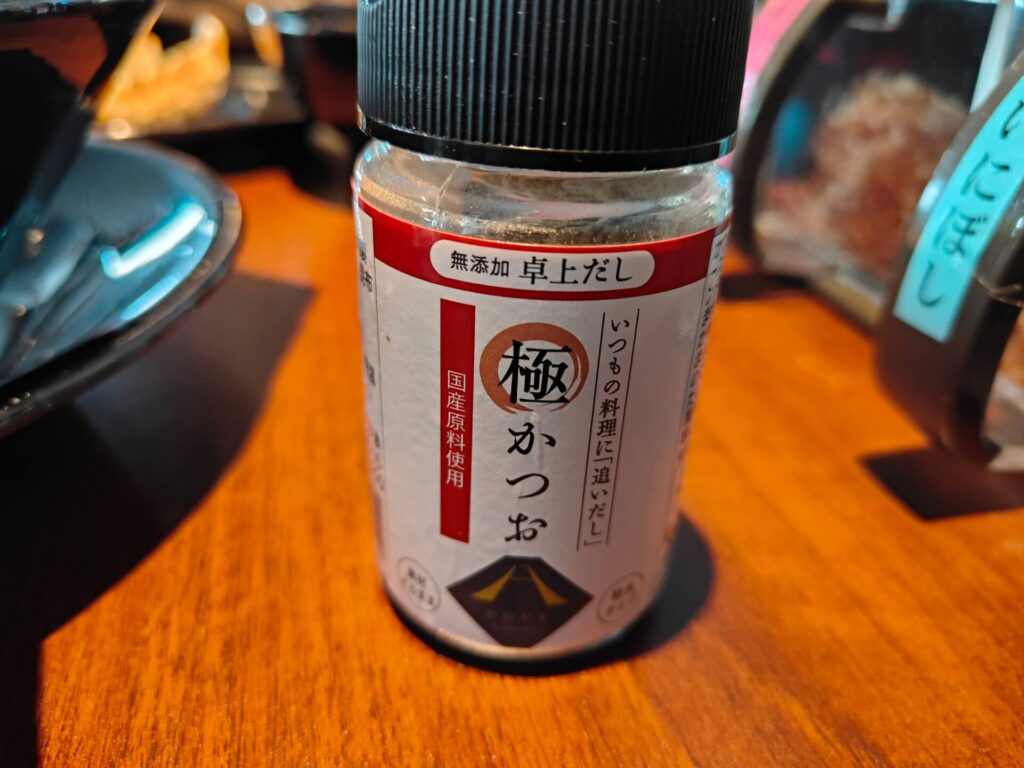 無添加 卓上だし
いつもの料理に「追いだし」
極かつお
国産原料使用
いにぼし